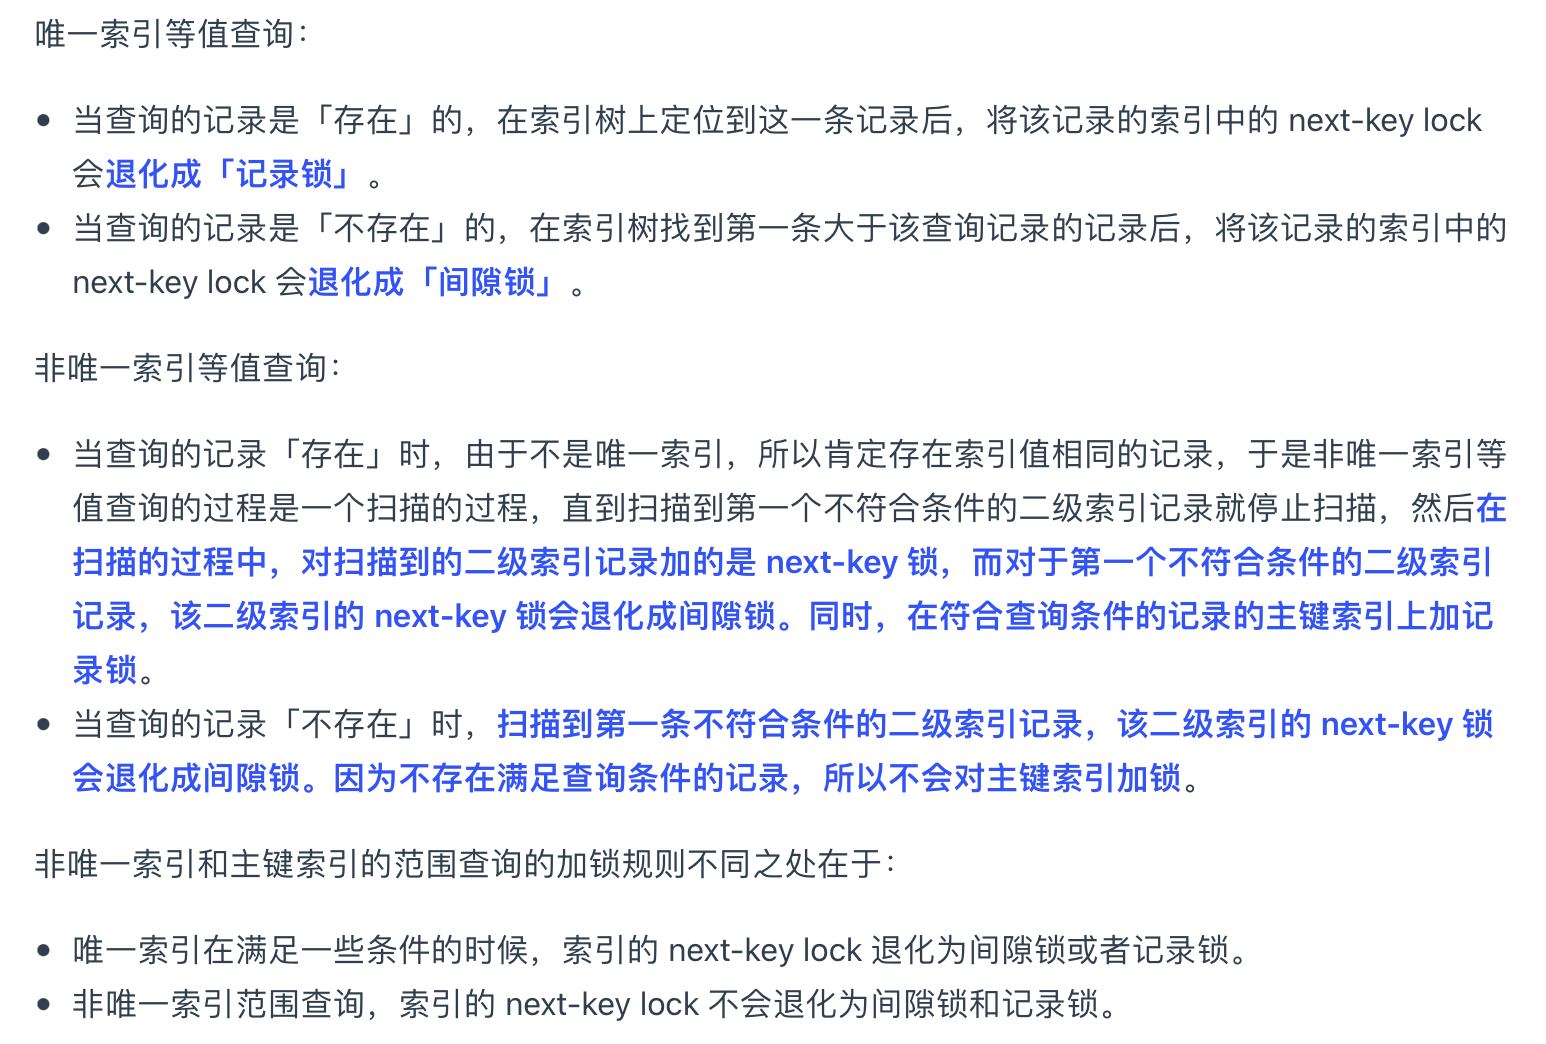 唯一索引等值查询：
当查询的记录是「存在」的，在索引树上定位到这一条记录后，将该记录的索引中的 next-key lock
会退化成「记录锁」。
当查询的记录是「不存在」的，在索引树找到第一条大于该查询记录的记录后，将该记录的索引中的
next-key lock 会退化成「间隙锁」。
非唯一索引等值查询：
当查询的记录「存在」时，由于不是唯一索引，所以肯定存在索引值相同的记录，于是非唯一索引等
值查询的过程是一个扫描的过程，直到扫描到第一个不符合条件的二级索引记录就停止扫描，然后在
扫描的过程中，对扫描到的二级索引记录加的是 next-key 锁，而对于第一个不符合条件的二级索引
记录，该二级索引的 next-key 锁会退化成间隙锁。同时，在符合查询条件的记录的主键索引上加记
录锁。
当查询的记录「不存在」时，扫描到第一条不符合条件的二级索引记录，该二级索引的 next-key 锁
会退化成间隙锁。因为不存在满足查询条件的记录，所以不会对主键索引加锁。
非唯一索引和主键索引的范围查询的加锁规则不同之处在于：
唯一索引在满足一些条件的时候，索引的 next-key lock 退化为间隙锁或者记录锁。
非唯一索引范围查询，索引的 next-key lock 不会退化为间隙锁和记录锁。